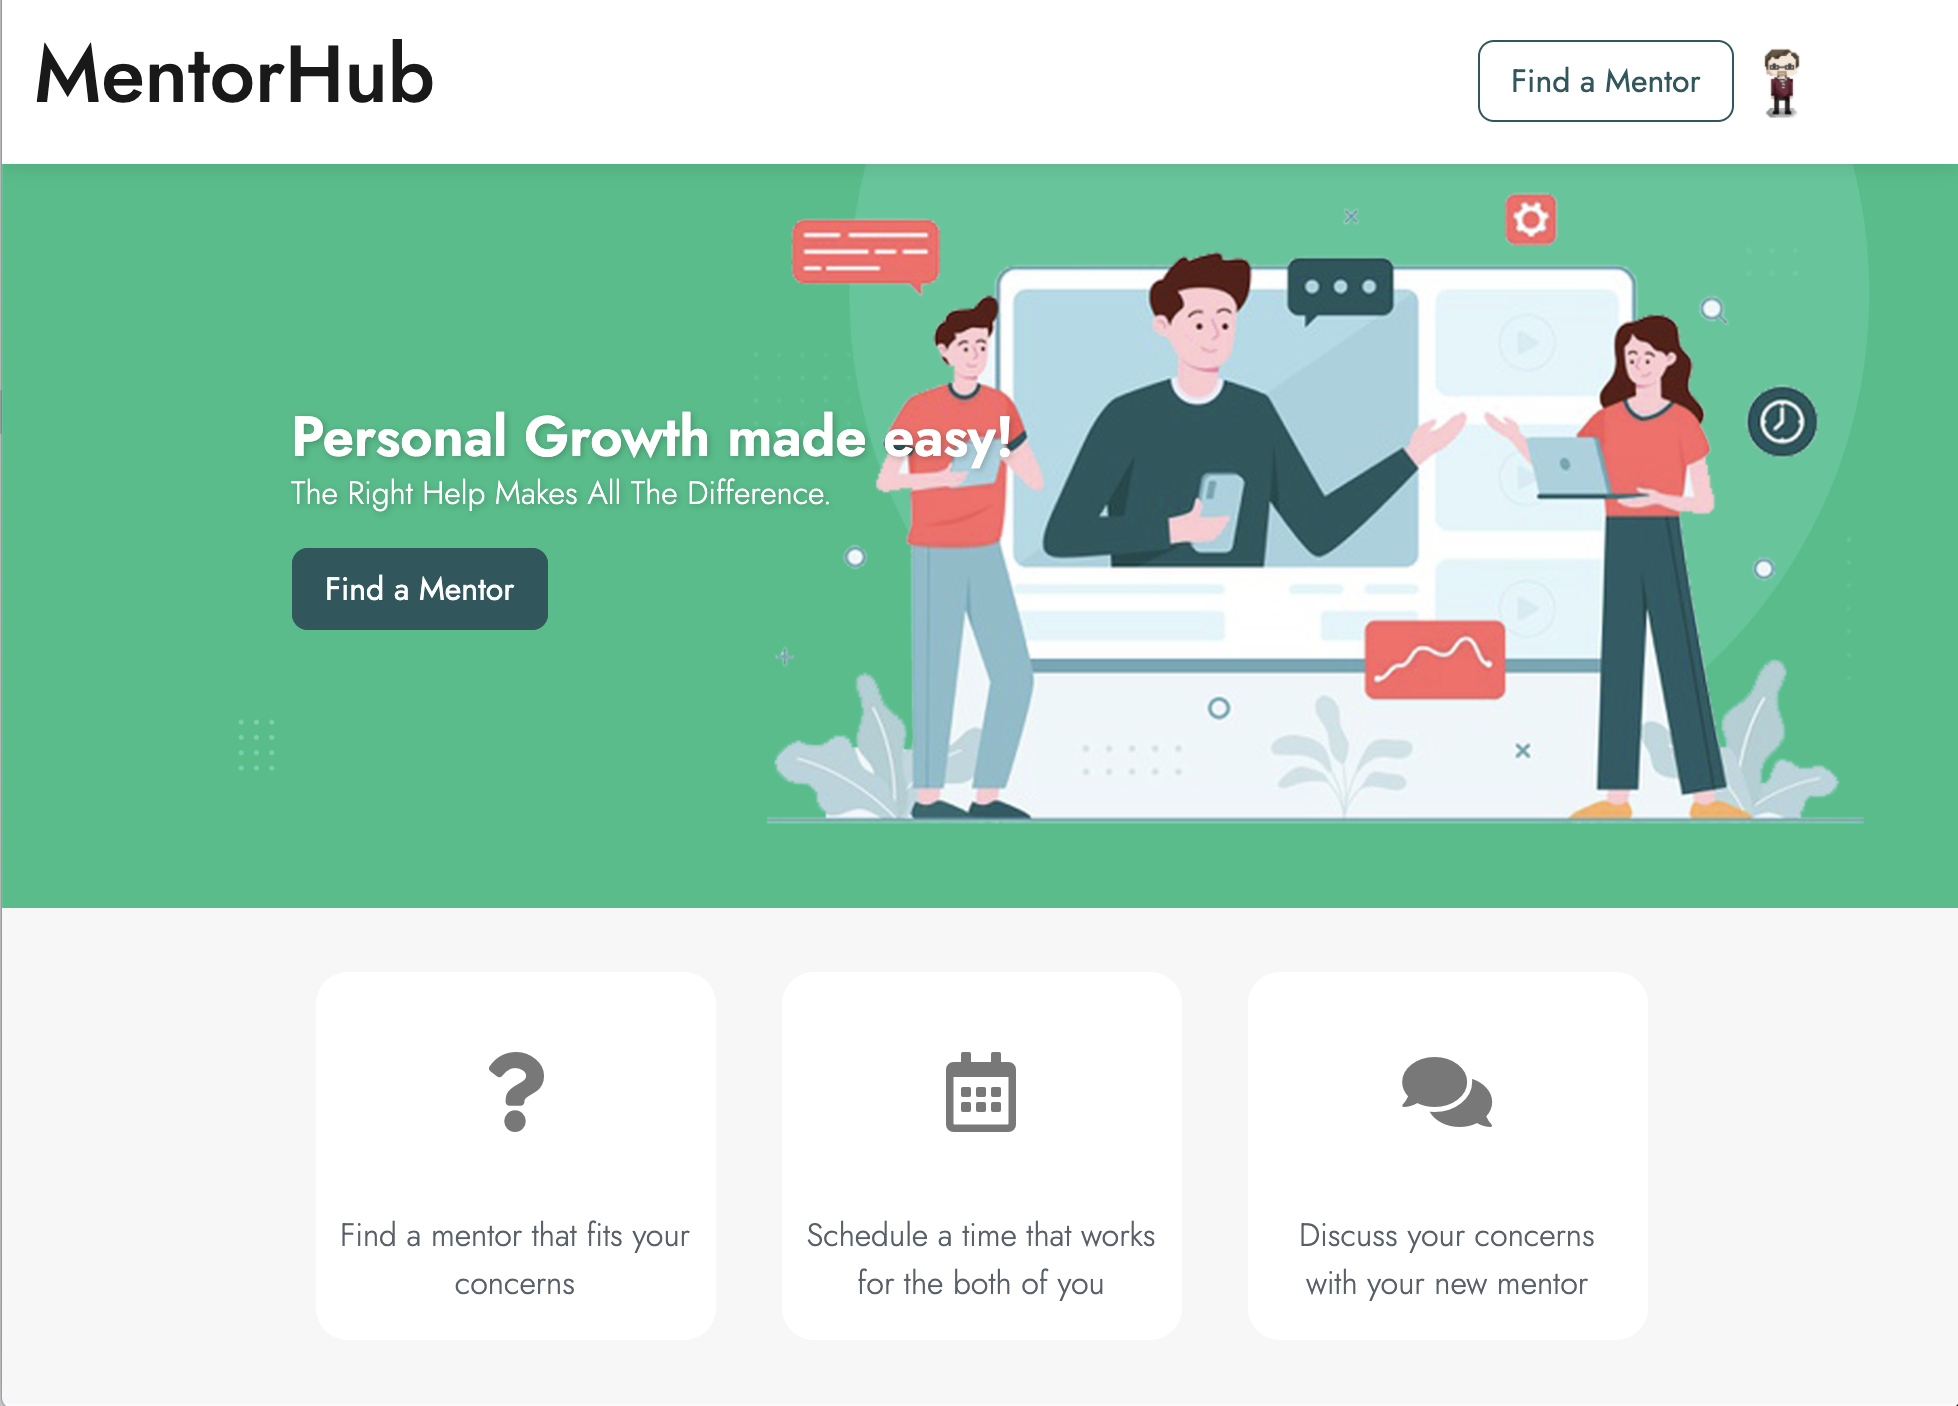 MentorHub
Find a Mentor
Personal Growth made easy!
The Right Help Makes All The Difference.
Find a Mentor
Find a mentor that fits your
concerns
Schedule a time that works
for the both of you
Discuss your concerns
with your new mentor